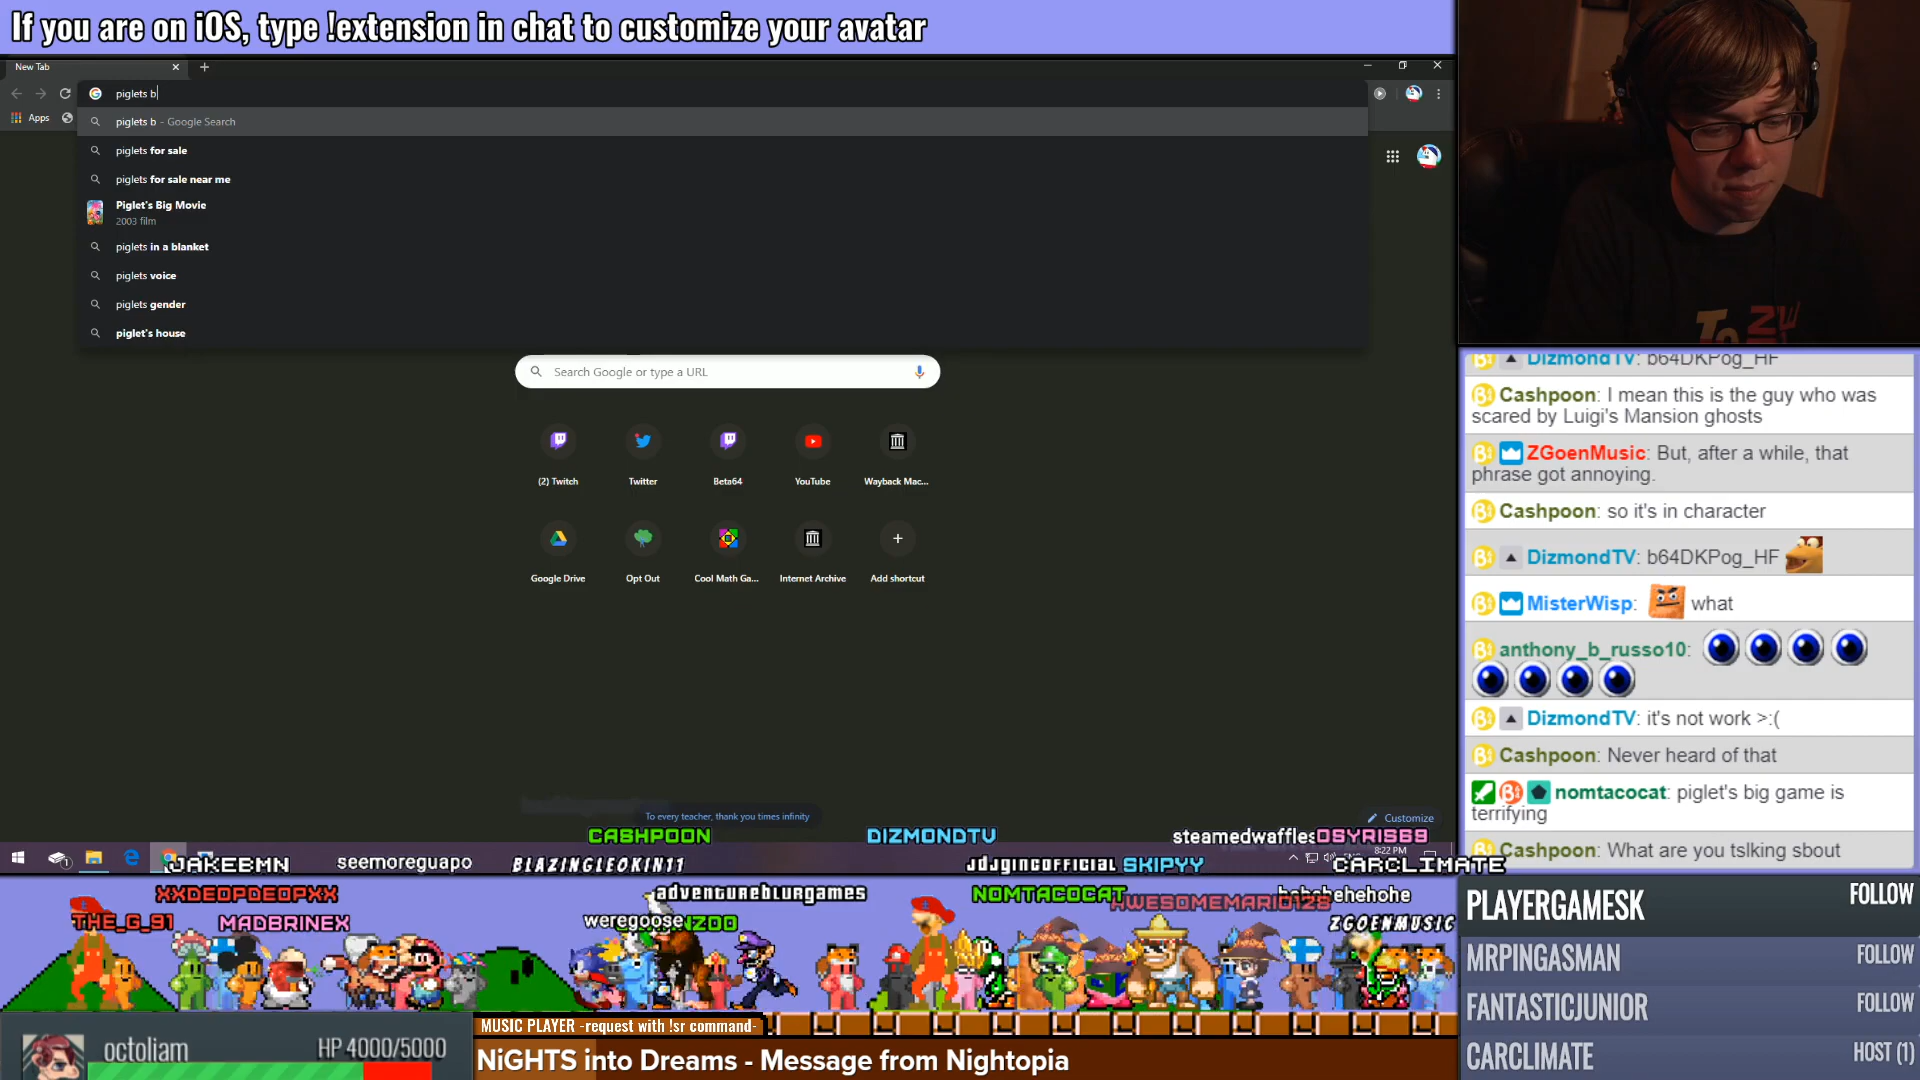 If you are on iOS, type !extension in chat to customize your avatar
New Tab
piglets b
Apps
piglets b - Google Search
piglets for sale
piglets for sale near me
Piglet's Big Movie
2003 film
piglets in a blanket
piglets voice
piglets gender
piglet's house
Search Google or type a URL
(2) Twitch
Twitter
Beta64
YouTube
Wayback Mac...
Google Drive
Opt Out
Cool Math Ga...
Internet Archive
Add shortcut
To every teacher, thank you times infinity
Customize
8:22 PM
DizmondTV: b64DKPog_HF
Cashpoon: I mean this is the guy who was
scared by Luigi's Mansion ghosts
ZGoenMusic: But, after a while, that
phrase got annoying.
Cashpoon: so it's in character
DizmondTV: b64DKPog_HF
MisterWisp: what
anthony_b_russo10:
DizmondTV: it's not work >:(
Cashpoon: Never heard of that
nomtacocat: piglet's big game is
terrifying
Cashpoon: What are you tslking sbout
CASHPOON
DIZMONDTV
steamedwaffles
OSYRIS69
JAKEBMN
seemoreguapo
BLAZINGLEOKIN11
jdjgincofficial
SKIPYY
CARCLIMATE
XXDEOPDEOPXX
adventureblurgames
NOMTACOCAT
AWESOMEMARIO129
THE_G_91
MADBRINEX
weregoose
ZGOENMUSIC
PLAYERGAMESK FOLLOW
MRPINGASMAN FOLLOW
FANTASTICJUNIOR FOLLOW
CARCLIMATE HOST (1)
MUSIC PLAYER -request with !sr command-
NiGHTS into Dreams - Message from Nightopia
octoliam HP 4000/5000